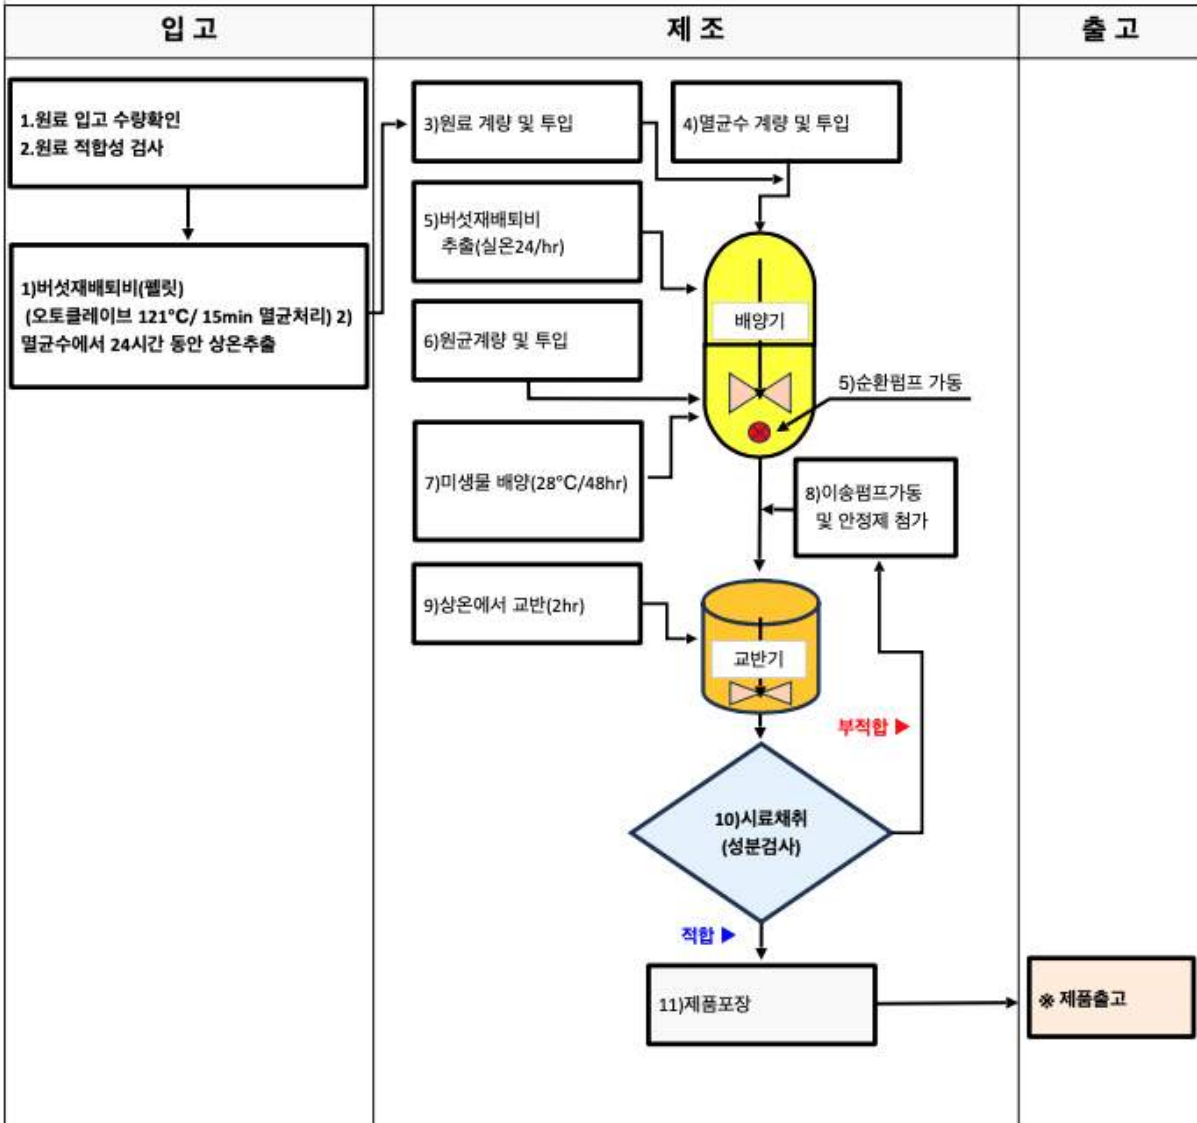 입 고
제 조
출 고
1.원료 입고 수량확인
2.원료 적합성 검사
1)버섯재배퇴비(펠릿)
(오토클레이브 121°C/ 15min 멸균처리) 2)
멸균수에서 24시간 동안 상온추출
3)원료 계량 및 투입
4)멸균수 계량 및 투입
5)버섯재배퇴비
추출(실온24/hr)
배양기
6)원균계량 및 투입
5)순환펌프 가동
7)미생물 배양(28°C/48hr)
8)이송펌프가동
및 안정제 첨가
9)상온에서 교반(2hr)
교반기
부적합 ▶
10)시료채취
(성분검사)
적합 ▶
11)제품포장
※ 제품출고